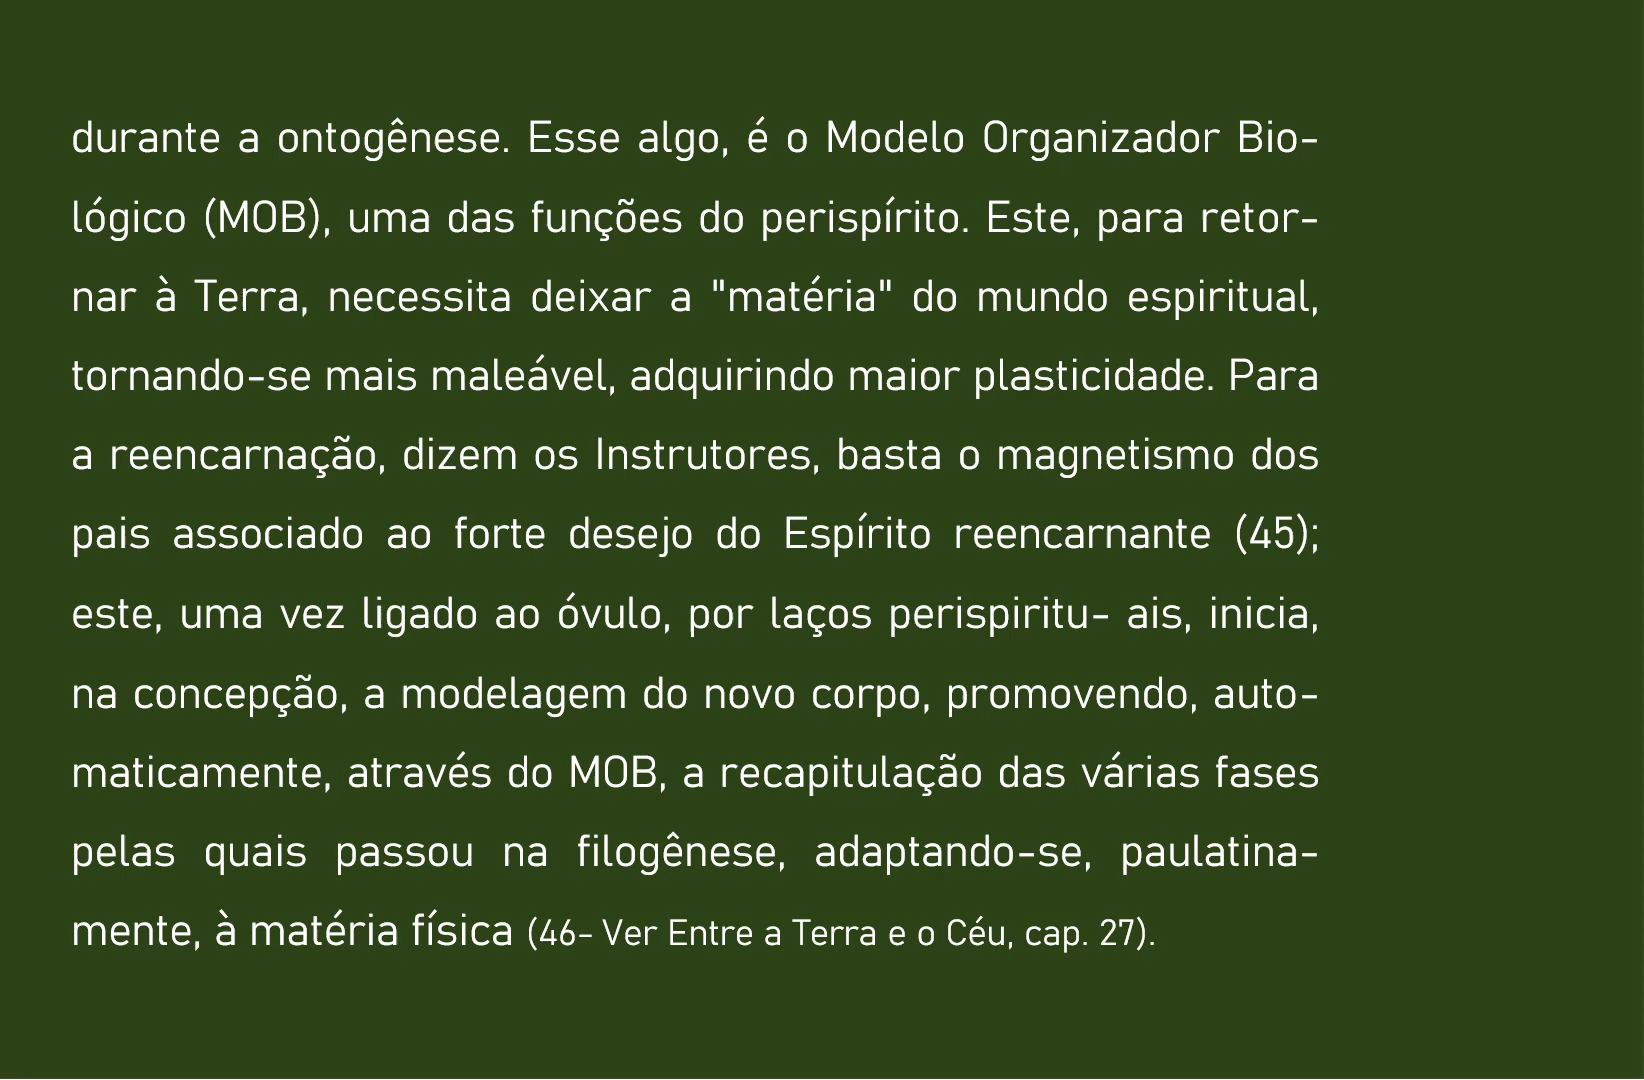 durante a ontogênese. Esse algo, é o Modelo Organizador Bio-
lógico (MOB), uma das funções do perispírito. Este, para retor-
nar à Terra, necessita deixar a "matéria" do mundo espiritual,
tornando-se mais maleável, adquirindo maior plasticidade. Para
a reencarnação, dizem os Instrutores, basta o magnetismo dos
pais associado ao forte desejo do Espírito reencarnante (45);
este, uma vez ligado ao óvulo, por laços perispiritu- ais, inicia,
na concepção, a modelagem do novo corpo, promovendo, auto-
maticamente, através do MOB, a recapitulação das várias fases
pelas quais passou na filogênese, adaptando-se, paulatina-
mente, à matéria física (46- Ver Entre a Terra e o Céu, cap. 27).